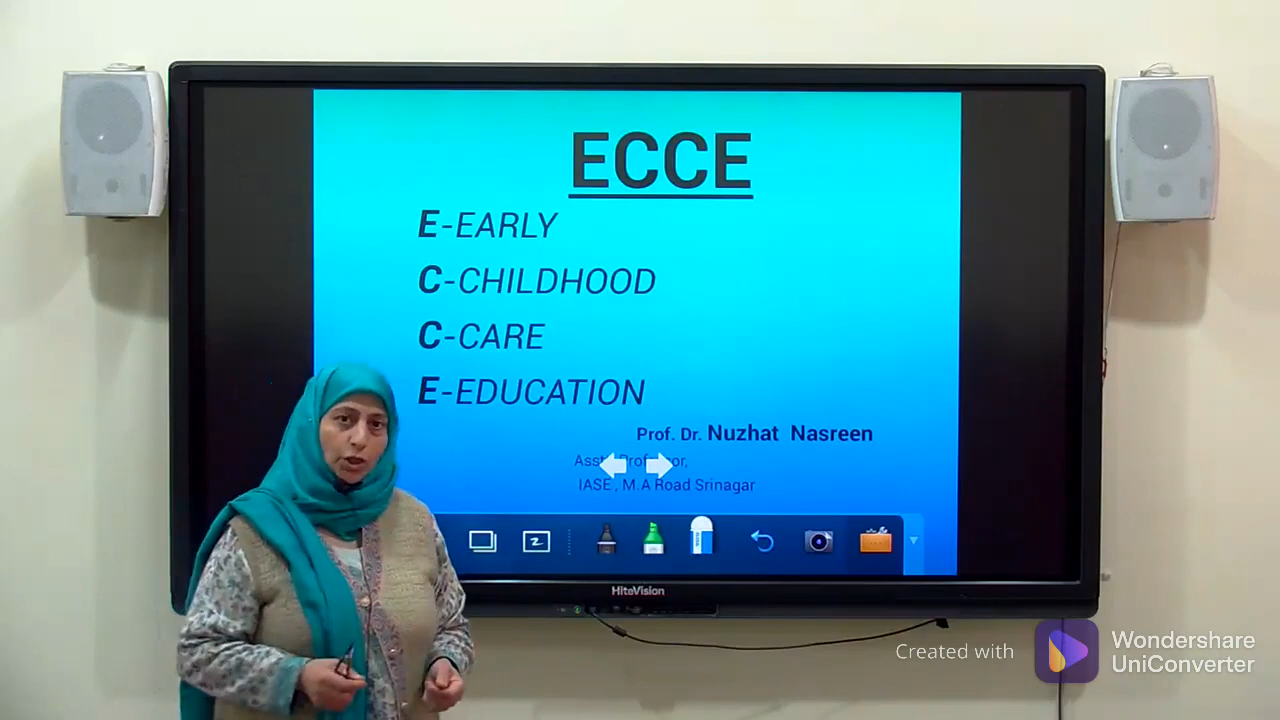 ECCE
E-EARLY
C-CHILDHOOD
C-CARE
E-EDUCATION
Prof. Dr. Nuzhat Nasreen
IASE , M.A Road Srinagar
HiteVision
Created with
Wondershare
UniConverter